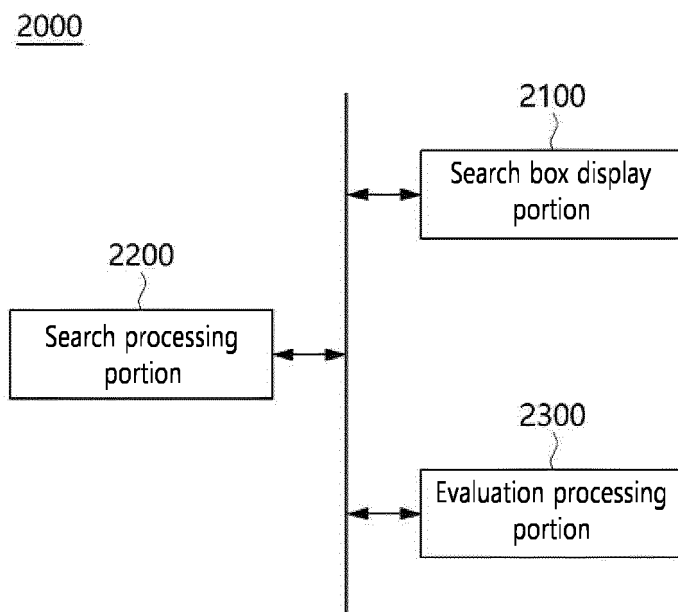 2000
2100
Search box display
portion
2200
Search processing
portion
2300
Evaluation processing
portion